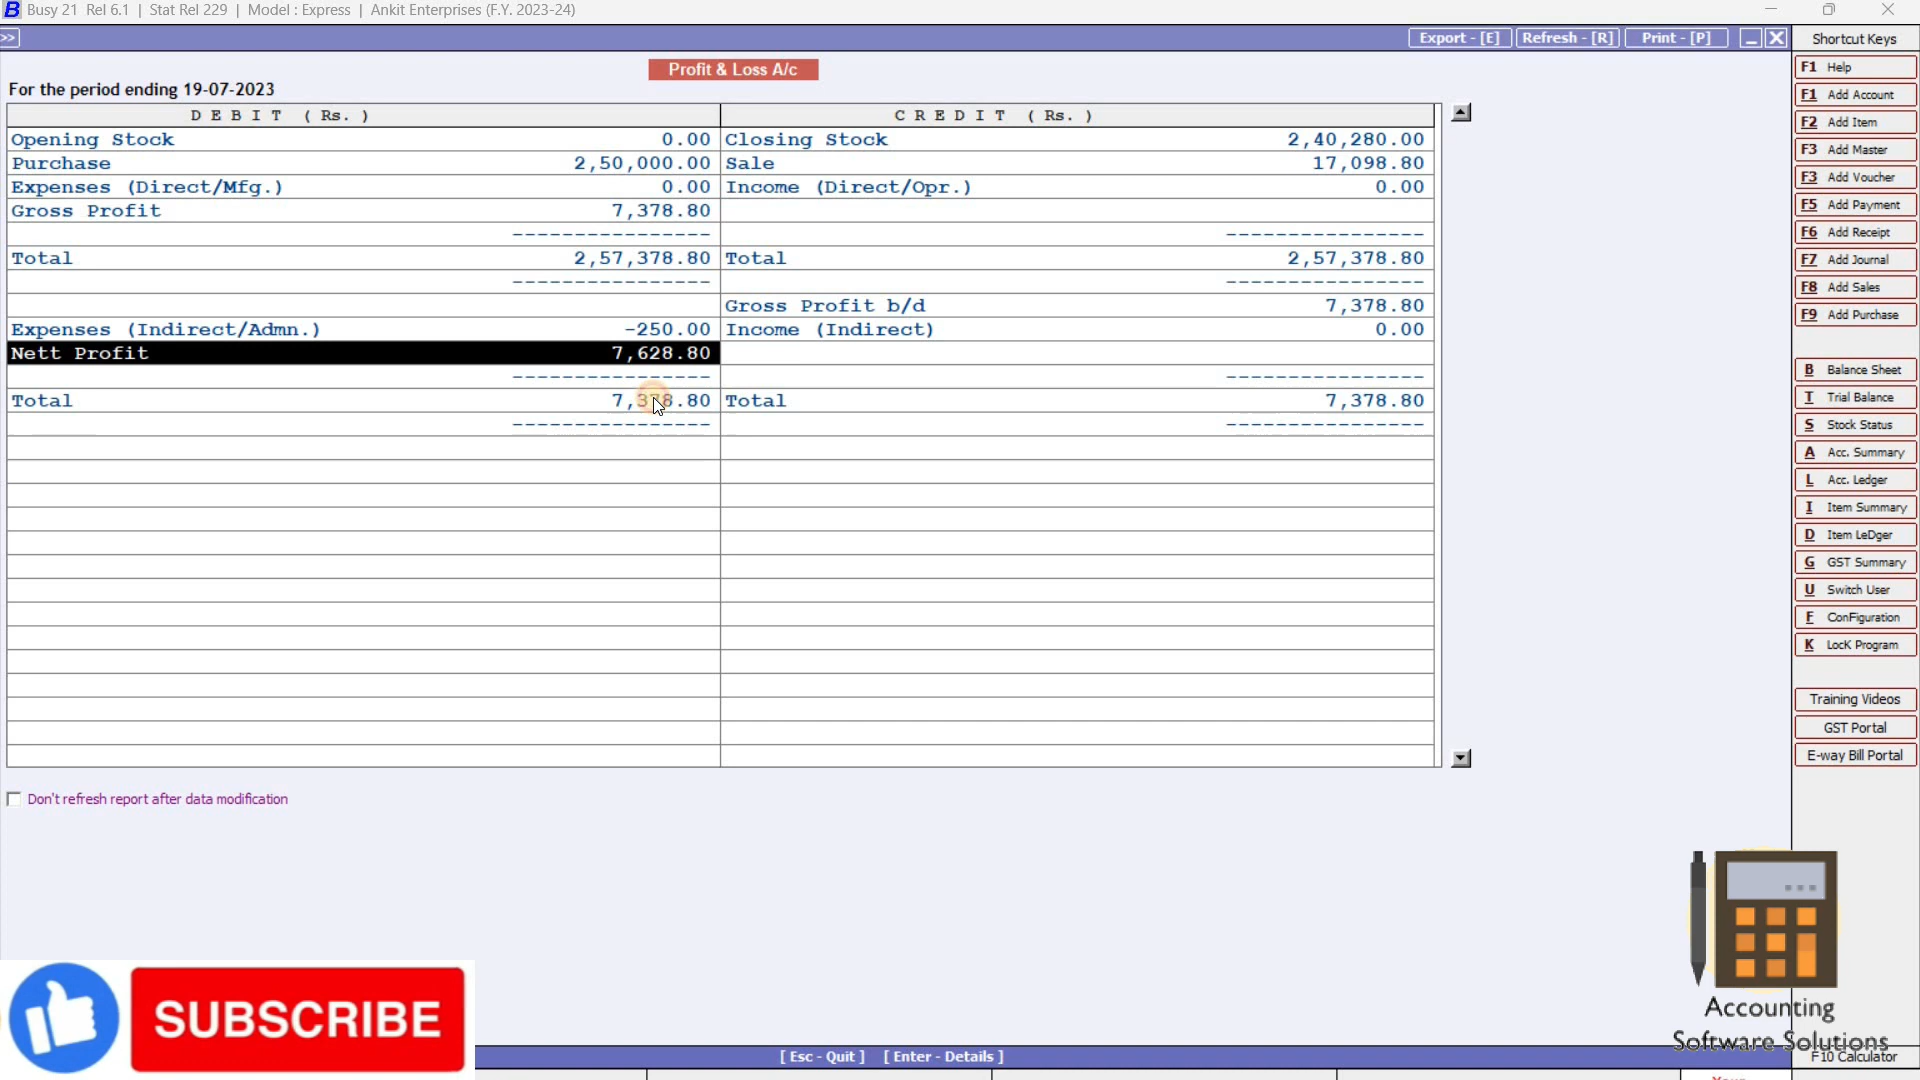 Busy 21 Rel 6.1 | Stat Rel 229 | Model : Express | Ankit Enterprises (F.Y. 2023-24)
>> Export - [E] Refresh - [R] Print - [P] Shortcut Keys
Profit & Loss A/c
For the period ending 19-07-2023
DEBIT (Rs.) CREDIT (Rs.)
Opening Stock 0.00 Closing Stock 2,40,280.00
Purchase 2,50,000.00 Sale 17,098.80
Expenses (Direct/Mfg.) 0.00 Income (Direct/Opr.) 0.00
Gross Profit 7,378.80
Total 2,57,378.80 Total 2,57,378.80
Gross Profit b/d 7,378.80
Expenses (Indirect/Admn.) -250.00 Income (Indirect) 0.00
Nett Profit 7,628.80
Total 7,378.80 Total 7,378.80
Don't refresh report after data modification
F1 Help
F1 Add Account
F2 Add Item
F3 Add Master
F3 Add Voucher
F5 Add Payment
F6 Add Receipt
F7 Add Journal
F8 Add Sales
F9 Add Purchase
B Balance Sheet
T Trial Balance
S Stock Status
A Acc. Summary
L Acc. Ledger
I Item Summary
D Item LeDger
G GST Summary
U Switch User
F ConFiguration
K LocK Program
Training Videos
GST Portal
E-way Bill Portal
Accounting
Software Solutions
SUBSCRIBE
[ Esc - Quit ] [ Enter - Details ]
F10 Calculator